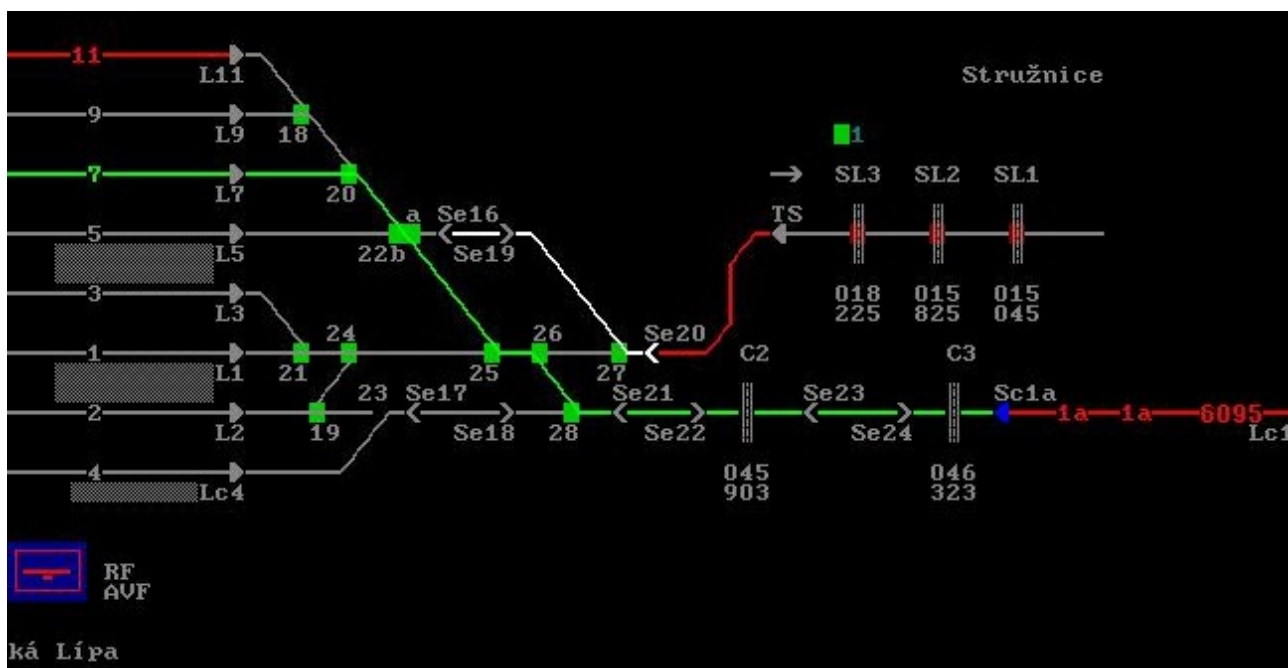 11
L11
Stružnice
9
L9 18
1
7
L7 20
SL3 SL2 SL1
a Se16 TS
5
L5 22b Se19
3
L3
018 015 015
225 825 045
24 26 Se20
1
L1 21 25 27 C2 C3
23 Se17 Se21 Se23 Sc1a
2 1a 1a 6095
L2 19 Se18 28 Se22 Se24 Lc1
4
Lc4
045 046
903 323
RF
AVF
ká Lípa